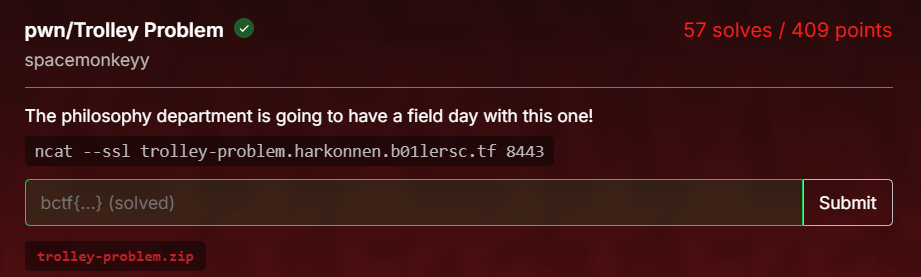 pwn/Trolley Problem
57 solves / 409 points
spacemonkeyy
The philosophy department is going to have a field day with this one!
ncat --ssl trolley-problem.harkonnen.b01lersc.tf 8443
bctf{...} (solved)
Submit
trolley-problem.zip